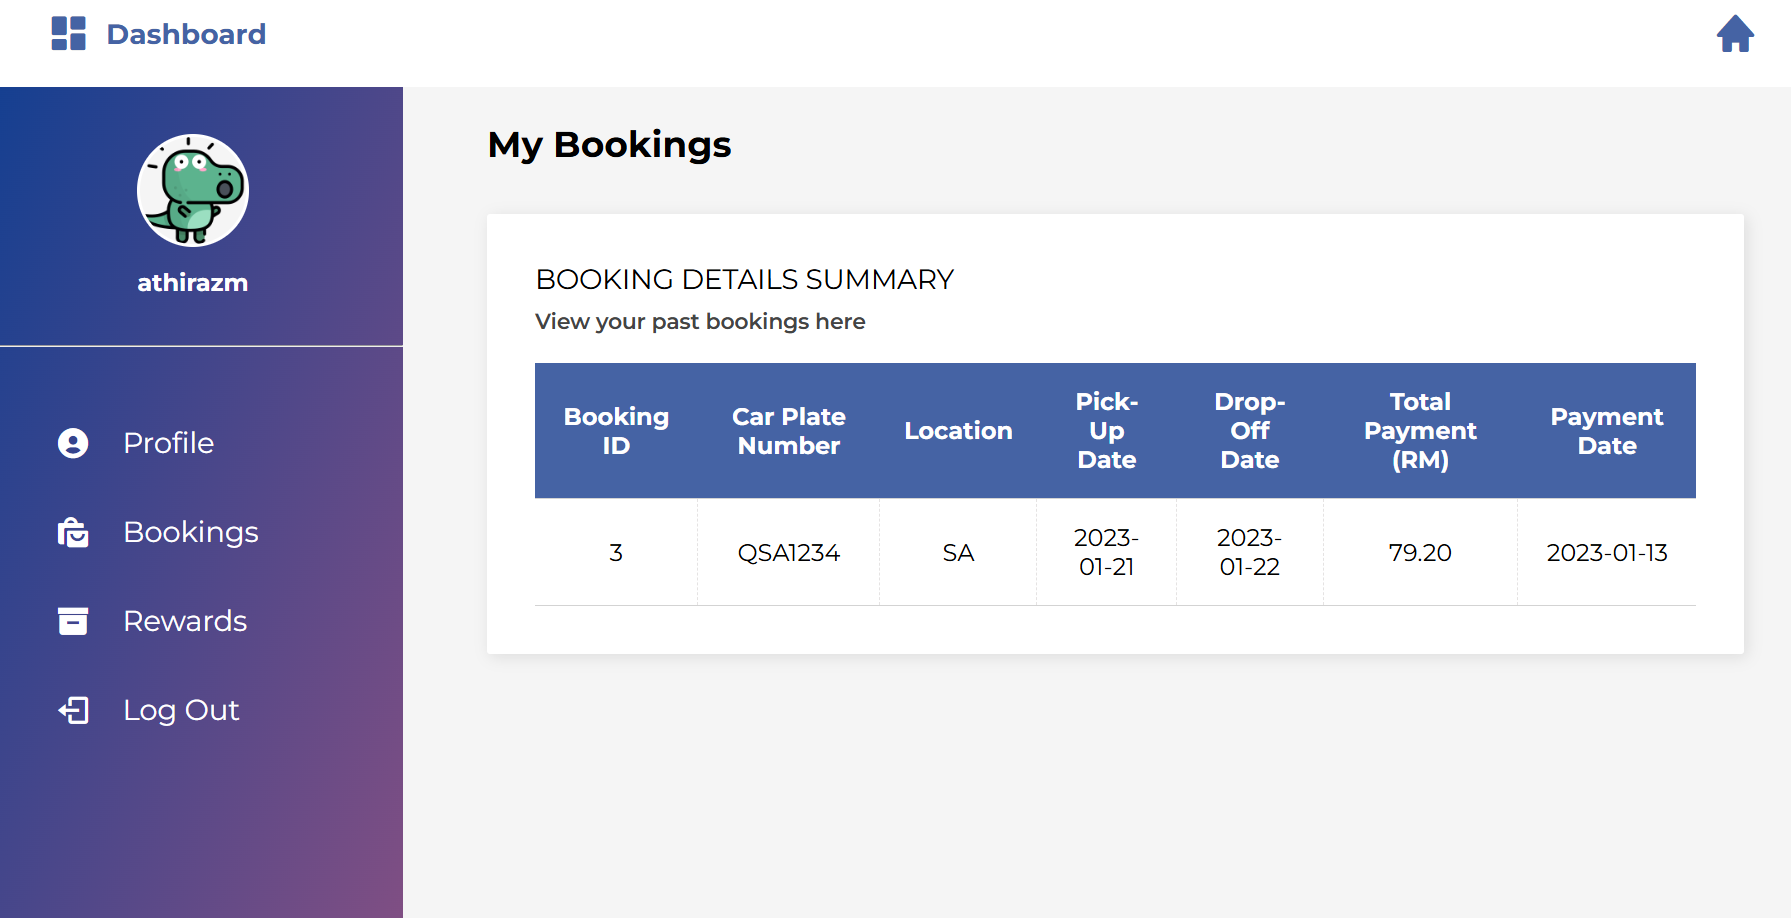 Dashboard
athirazm
Profile
Bookings
Rewards
Log Out
My Bookings
BOOKING DETAILS SUMMARY
View your past bookings here
Booking
ID
Car Plate
Number
Location
Pick-
Up
Date
Drop-
Off
Date
Total
Payment
(RM)
Payment
Date
3
QSA1234
SA
2023-
01-21
2023-
01-22
79.20
2023-01-13